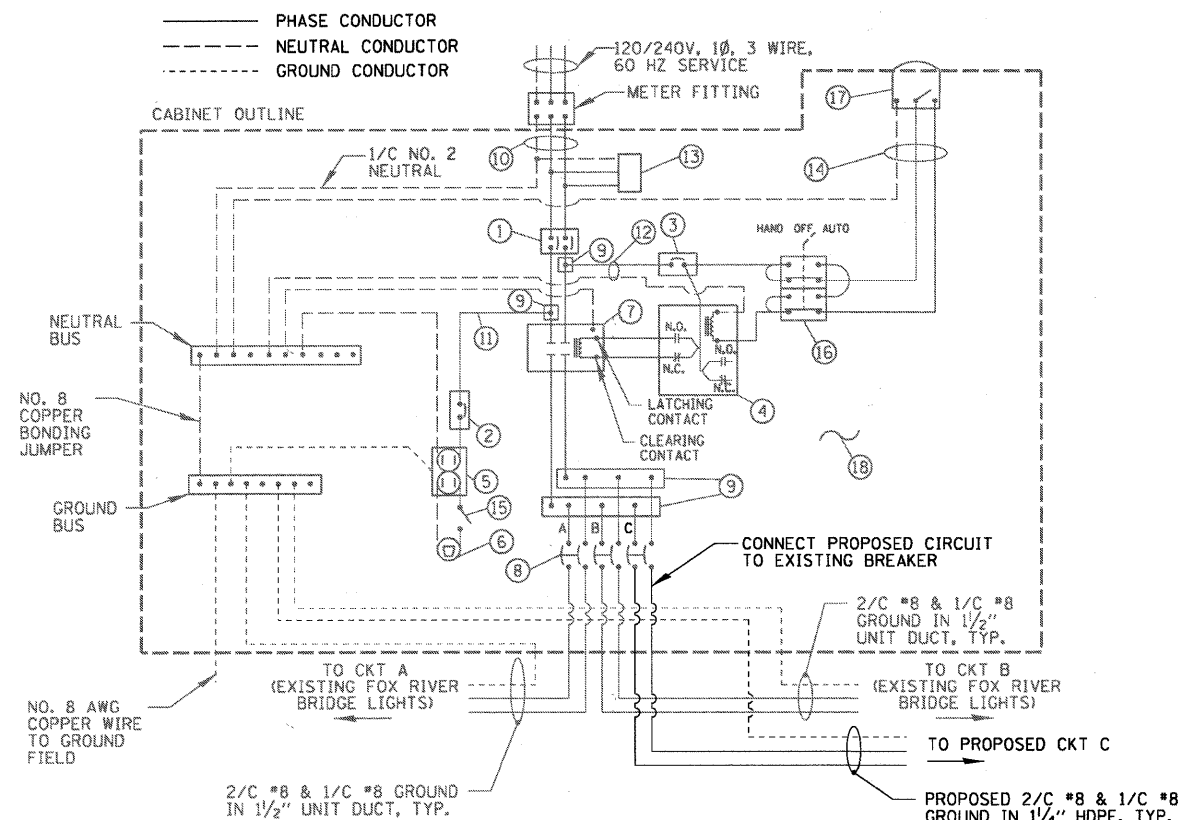 PHASE CONDUCTOR
NEUTRAL CONDUCTOR
GROUND CONDUCTOR
120/240V, 1Ø, 3 WIRE,
60 HZ SERVICE
METER FITTING
CABINET OUTLINE
17
10
1/C NO. 2
NEUTRAL
13
14
1
9
12
3
HAND OFF AUTO
9
7
NEUTRAL
BUS
11
N.O.
N.C.
N.O.
N.C.
16
4
LATCHING
CONTACT
CLEARING
CONTACT
NO. 8
COPPER
BONDING
JUMPER
2
5
18
9
GROUND
BUS
15
A B C
6
8
CONNECT PROPOSED CIRCUIT
TO EXISTING BREAKER
2/C #8 & 1/C #8
GROUND IN 1½"
UNIT DUCT, TYP.
TO CKT A
(EXISTING FOX RIVER
BRIDGE LIGHTS)
TO CKT B
(EXISTING FOX RIVER
BRIDGE LIGHTS)
NO. 8 AWG
COPPER WIRE
TO GROUND
FIELD
TO PROPOSED CKT C
2/C #8 & 1/C #8 GROUND
IN 1½" UNIT DUCT, TYP.
PROPOSED 2/C #8 & 1/C #8
GROUND IN 1¼" HDPE, TYP.